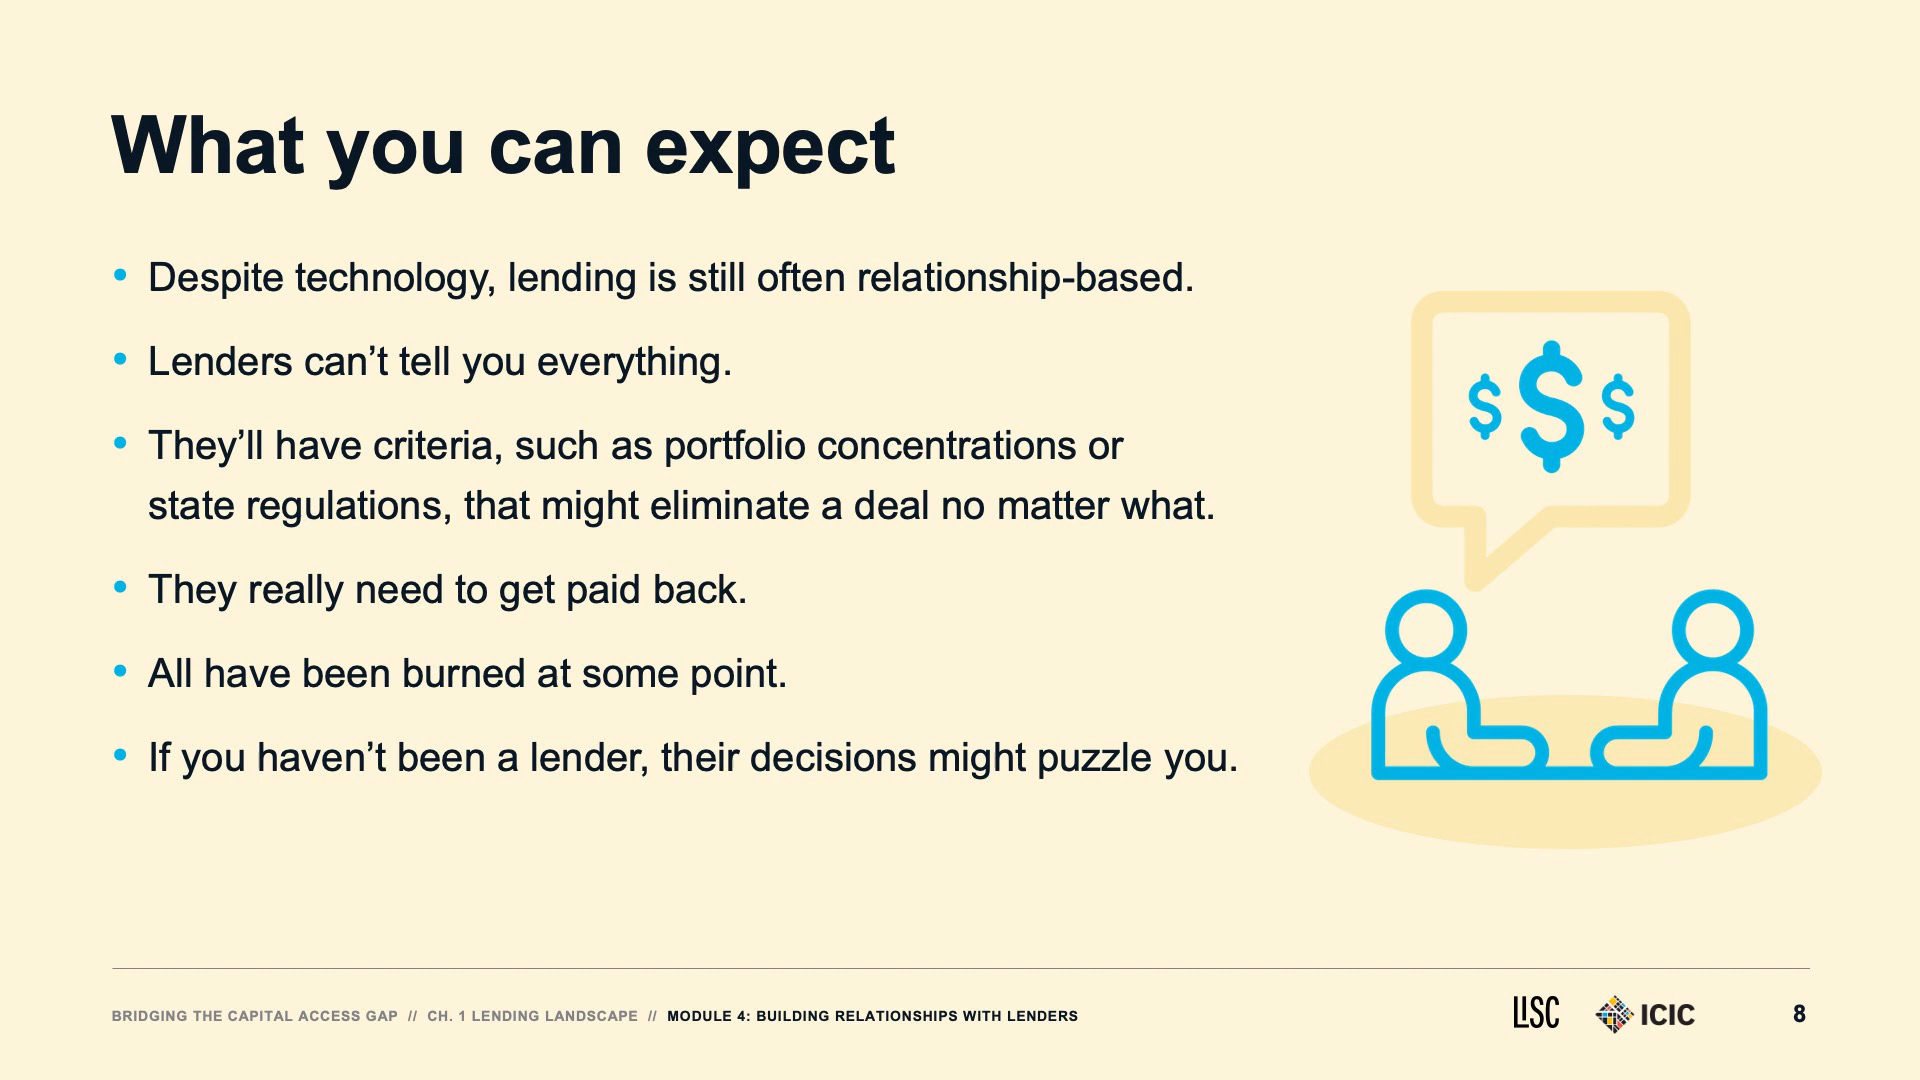 What you can expect
• Despite technology, lending is still often relationship-based.
• Lenders can’t tell you everything.
• They’ll have criteria, such as portfolio concentrations or
state regulations, that might eliminate a deal no matter what.
• They really need to get paid back.
• All have been burned at some point.
• If you haven’t been a lender, their decisions might puzzle you.
$ $ $
BRIDGING THE CAPITAL ACCESS GAP // CH. 1 LENDING LANDSCAPE // MODULE 4: BUILDING RELATIONSHIPS WITH LENDERS
LISC ICIC 8